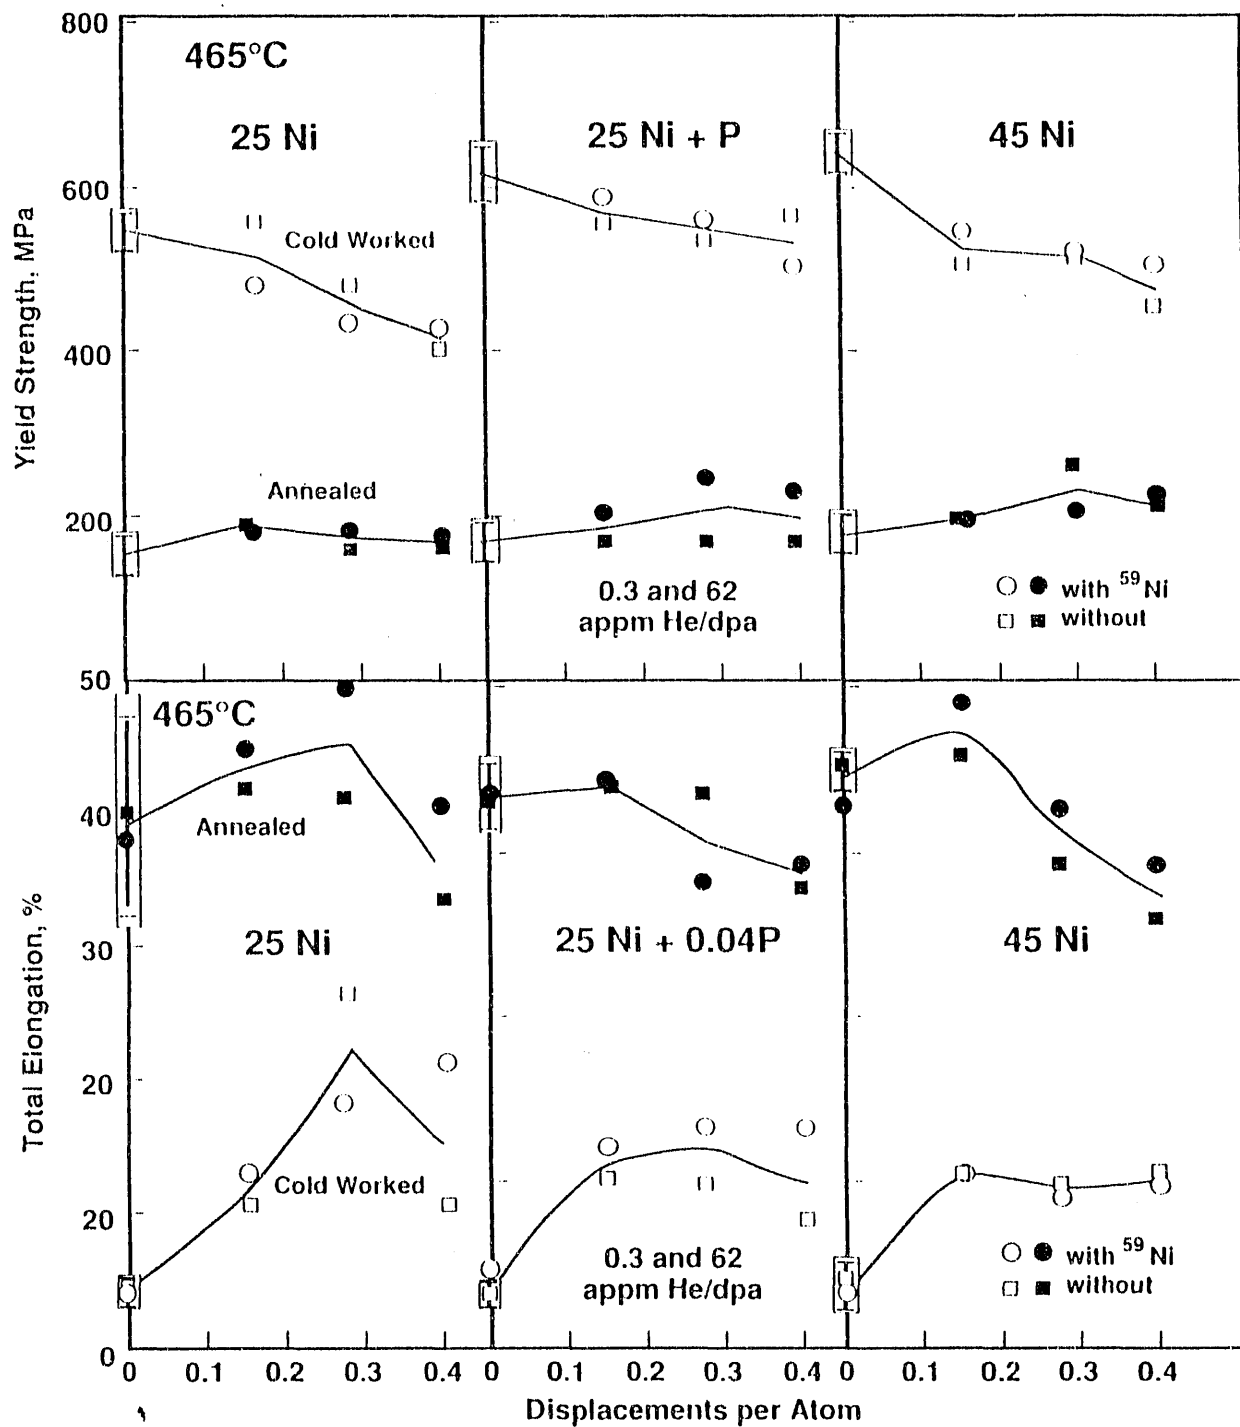 800
465°C
25 Ni
25 Ni + P
45 Ni
600
Cold Worked
Yield Strength, MPa
400
Annealed
200
0.3 and 62
appm He/dpa
with ⁵⁹Ni
without
50
465°C
40
Annealed
Total Elongation, %
30
25 Ni
25 Ni + 0.04P
45 Ni
20
Cold Worked
20
0.3 and 62
appm He/dpa
with ⁵⁹Ni
without
0
0 0.1 0.2 0.3 0.4 0 0.1 0.2 0.3 0.4 0 0.1 0.2 0.3 0.4
Displacements per Atom